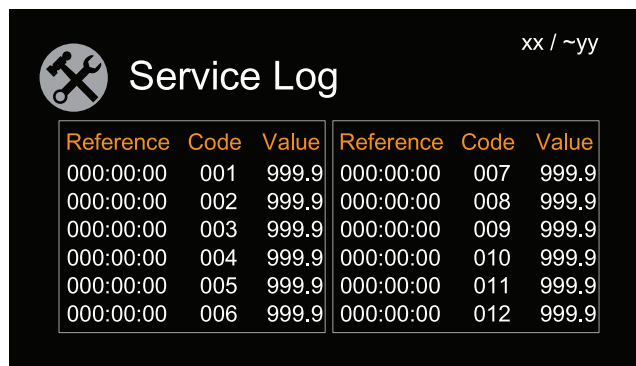 xx / ~yy
Service Log
Reference Code Value Reference Code Value
000:00:00 001 999.9 000:00:00 007 999.9
000:00:00 002 999.9 000:00:00 008 999.9
000:00:00 003 999.9 000:00:00 009 999.9
000:00:00 004 999.9 000:00:00 010 999.9
000:00:00 005 999.9 000:00:00 011 999.9
000:00:00 006 999.9 000:00:00 012 999.9